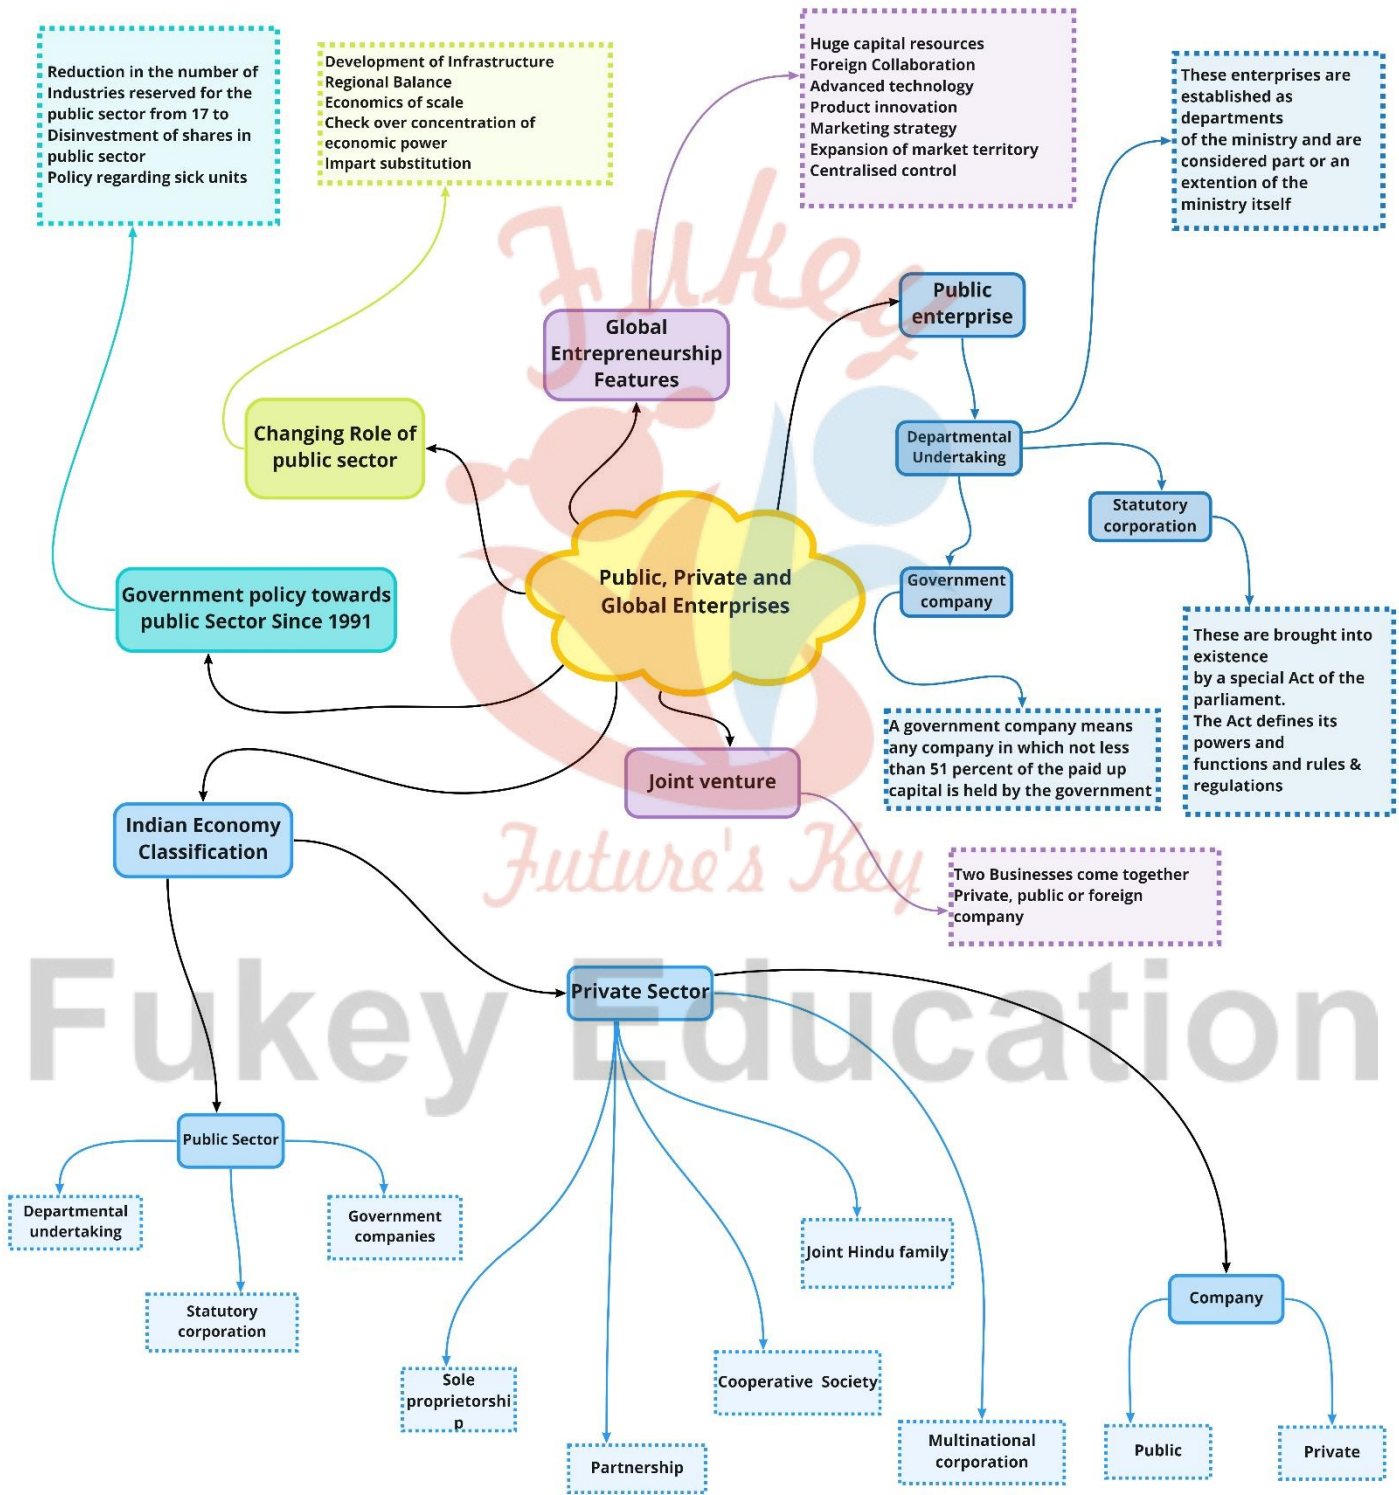 Reduction in the number of
Industries reserved for the
public sector from 17 to
Disinvestment of shares in
public sector
Policy regarding sick units
Development of Infrastructure
Regional Balance
Economics of scale
Check over concentration of
economic power
Impart substitution
Huge capital resources
Foreign Collaboration
Advanced technology
Product innovation
Marketing strategy
Expansion of market territory
Centralised control
These enterprises are
established as
departments
of the ministry and are
considered part or an
extention of the
ministry itself
Fukey
Public
enterprise
Global
Entrepreneurship
Features
Changing Role of
public sector
Departmental
Undertaking
Statutory
corporation
Public, Private and
Global Enterprises
Government
company
Government policy towards
public Sector Since 1991
These are brought into
existence
by a special Act of the
parliament.
The Act defines its
powers and
functions and rules &
regulations
A government company means
any company in which not less
than 51 percent of the paid up
capital is held by the government
Joint venture
Indian Economy
Classification
Future's Key
Two Businesses come together
Private, public or foreign
company
Fukey Education
Private Sector
Public Sector
Departmental
undertaking
Government
companies
Statutory
corporation
Joint Hindu family
Company
Sole
proprietorshi
p
Cooperative Society
Partnership
Multinational
corporation
Public
Private